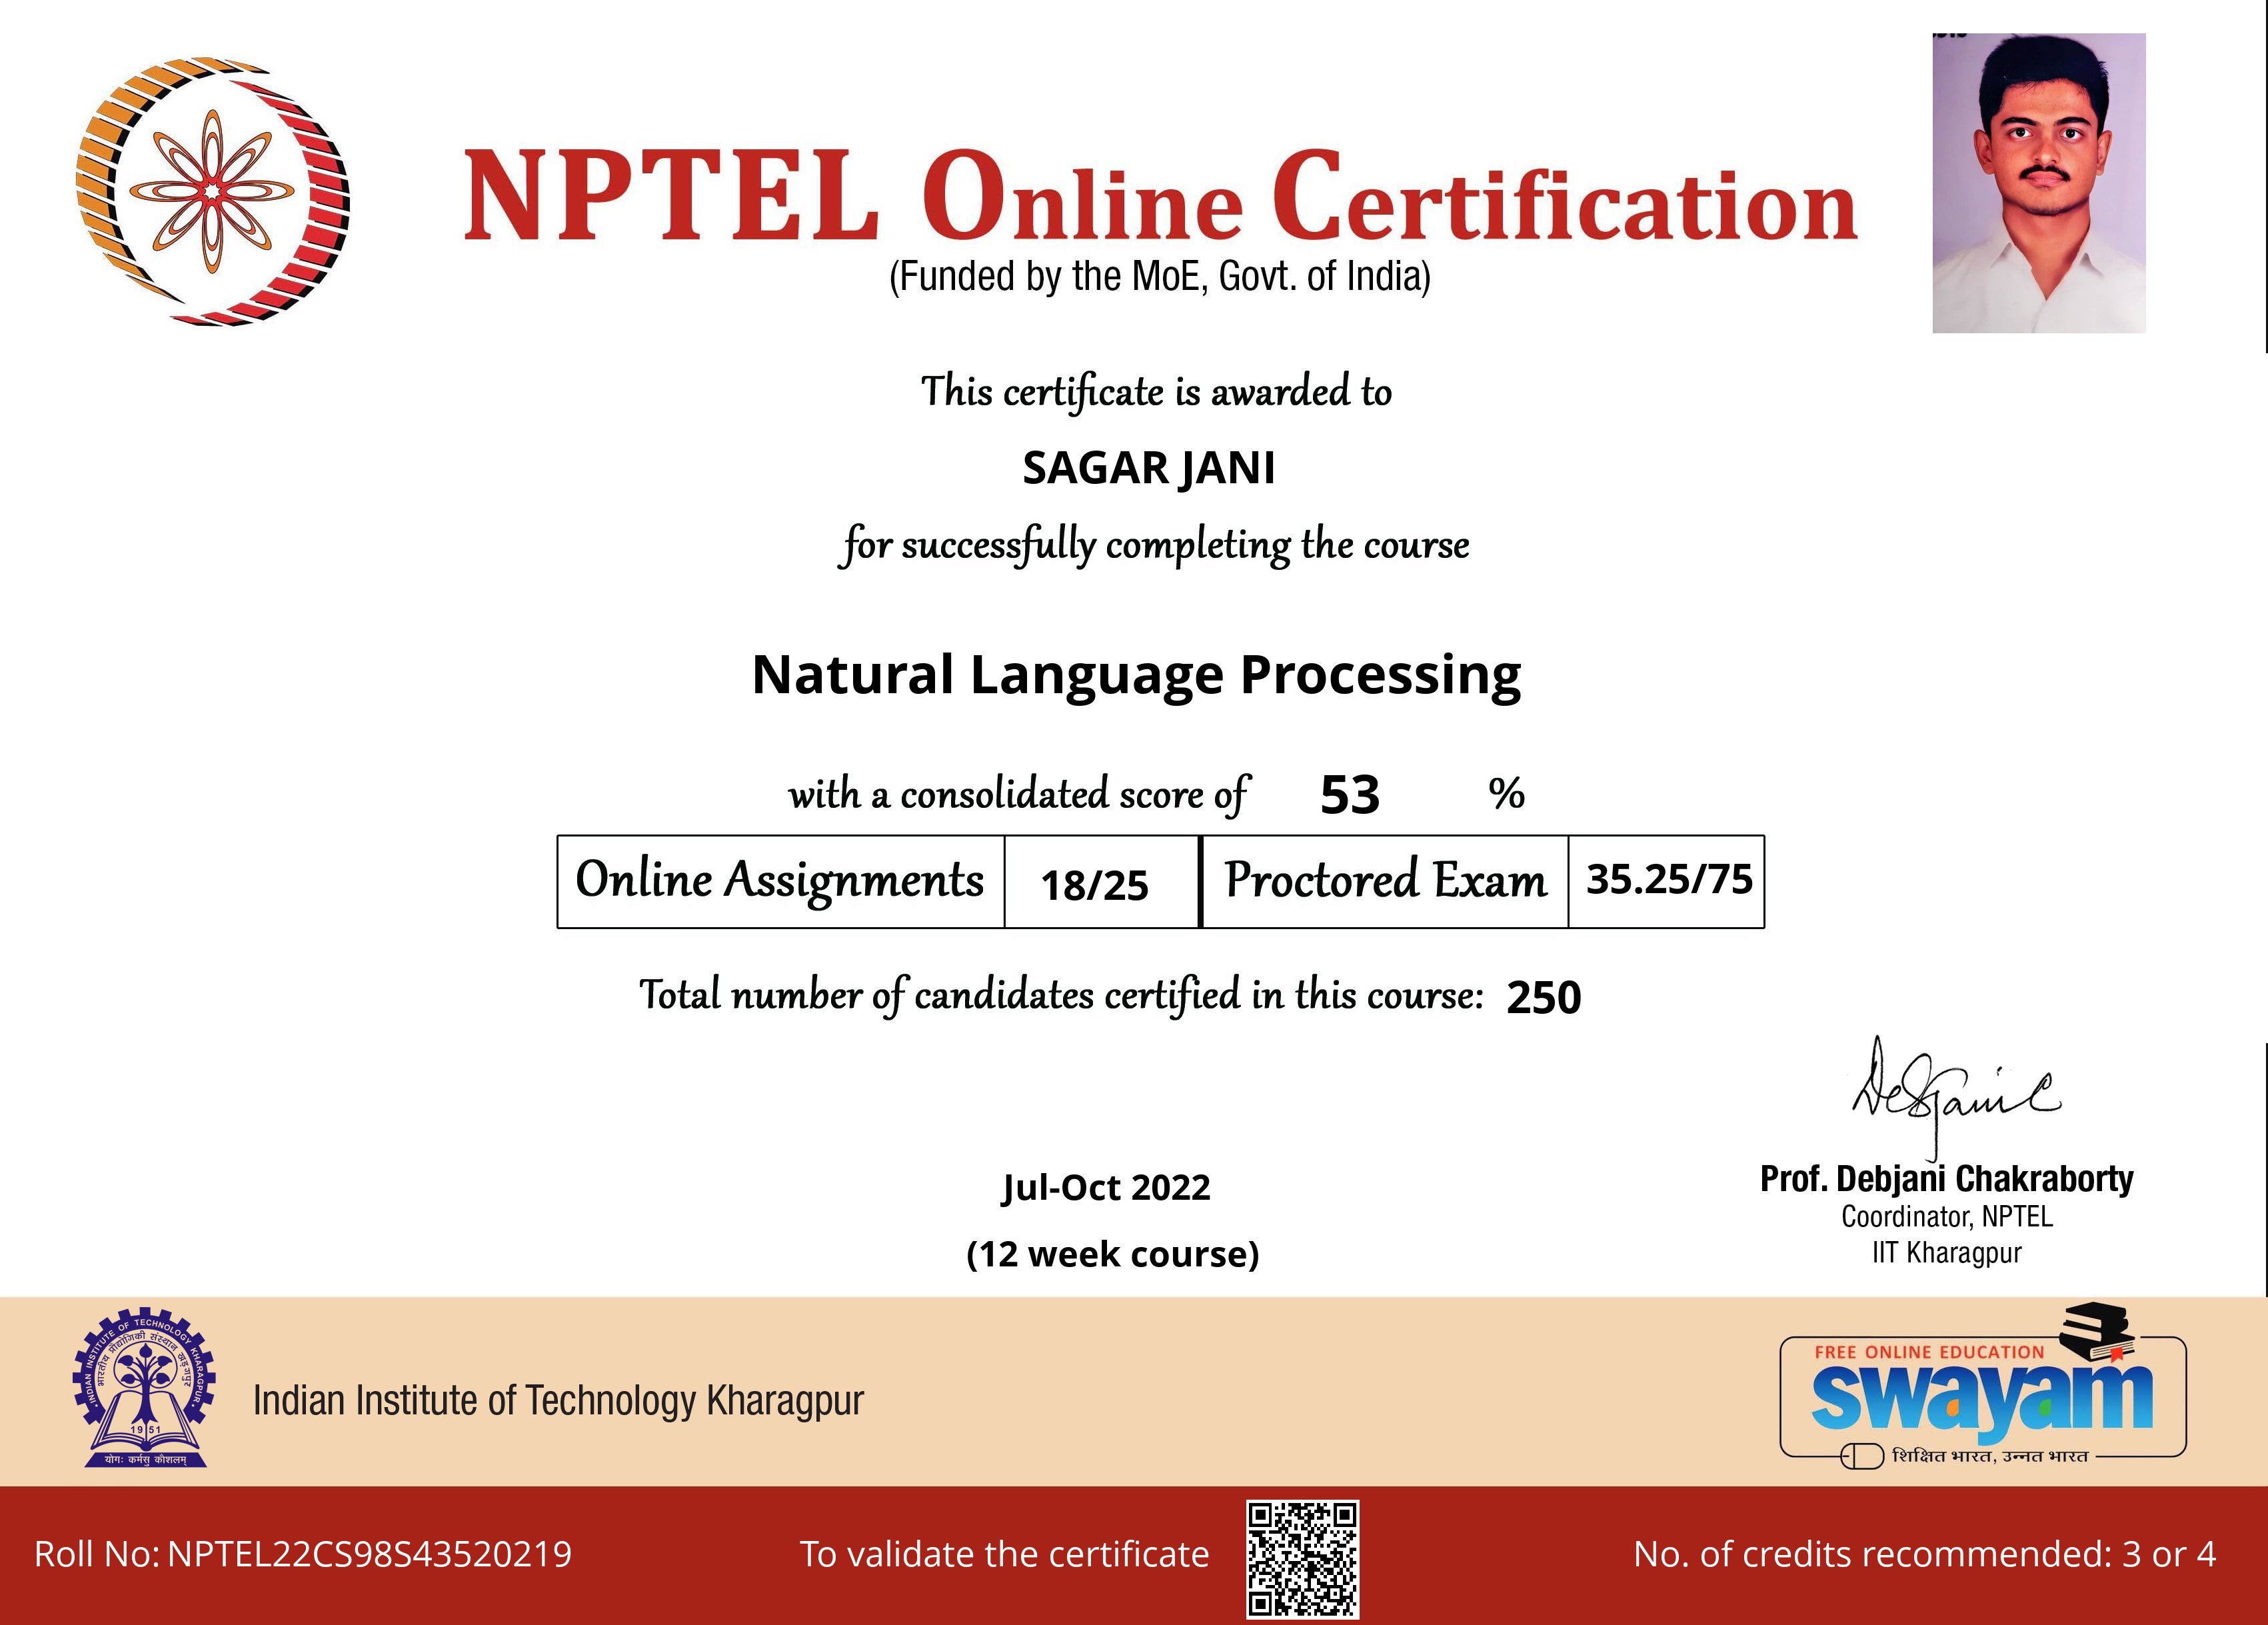 NPTEL Online Certification
(Funded by the MoE, Govt. of India)
This certificate is awarded to
SAGAR JANI
for successfully completing the course
Natural Language Processing
with a consolidated score of 53 %
Online Assignments 18/25 Proctored Exam 35.25/75
Total number of candidates certified in this course: 250
Jul-Oct 2022
(12 week course)
Prof. Debjani Chakraborty
Coordinator, NPTEL
IIT Kharagpur
INDIAN INSTITUTE OF TECHNOLOGY KHARAGPUR
भारतीय प्रौद्योगिकी संस्थान खड़गपुर
1951
योगः कर्मसु कौशलम्
Indian Institute of Technology Kharagpur
FREE ONLINE EDUCATION
swayam
शिक्षित भारत, उन्नत भारत
Roll No: NPTEL22CS98S43520219
To validate the certificate
No. of credits recommended: 3 or 4